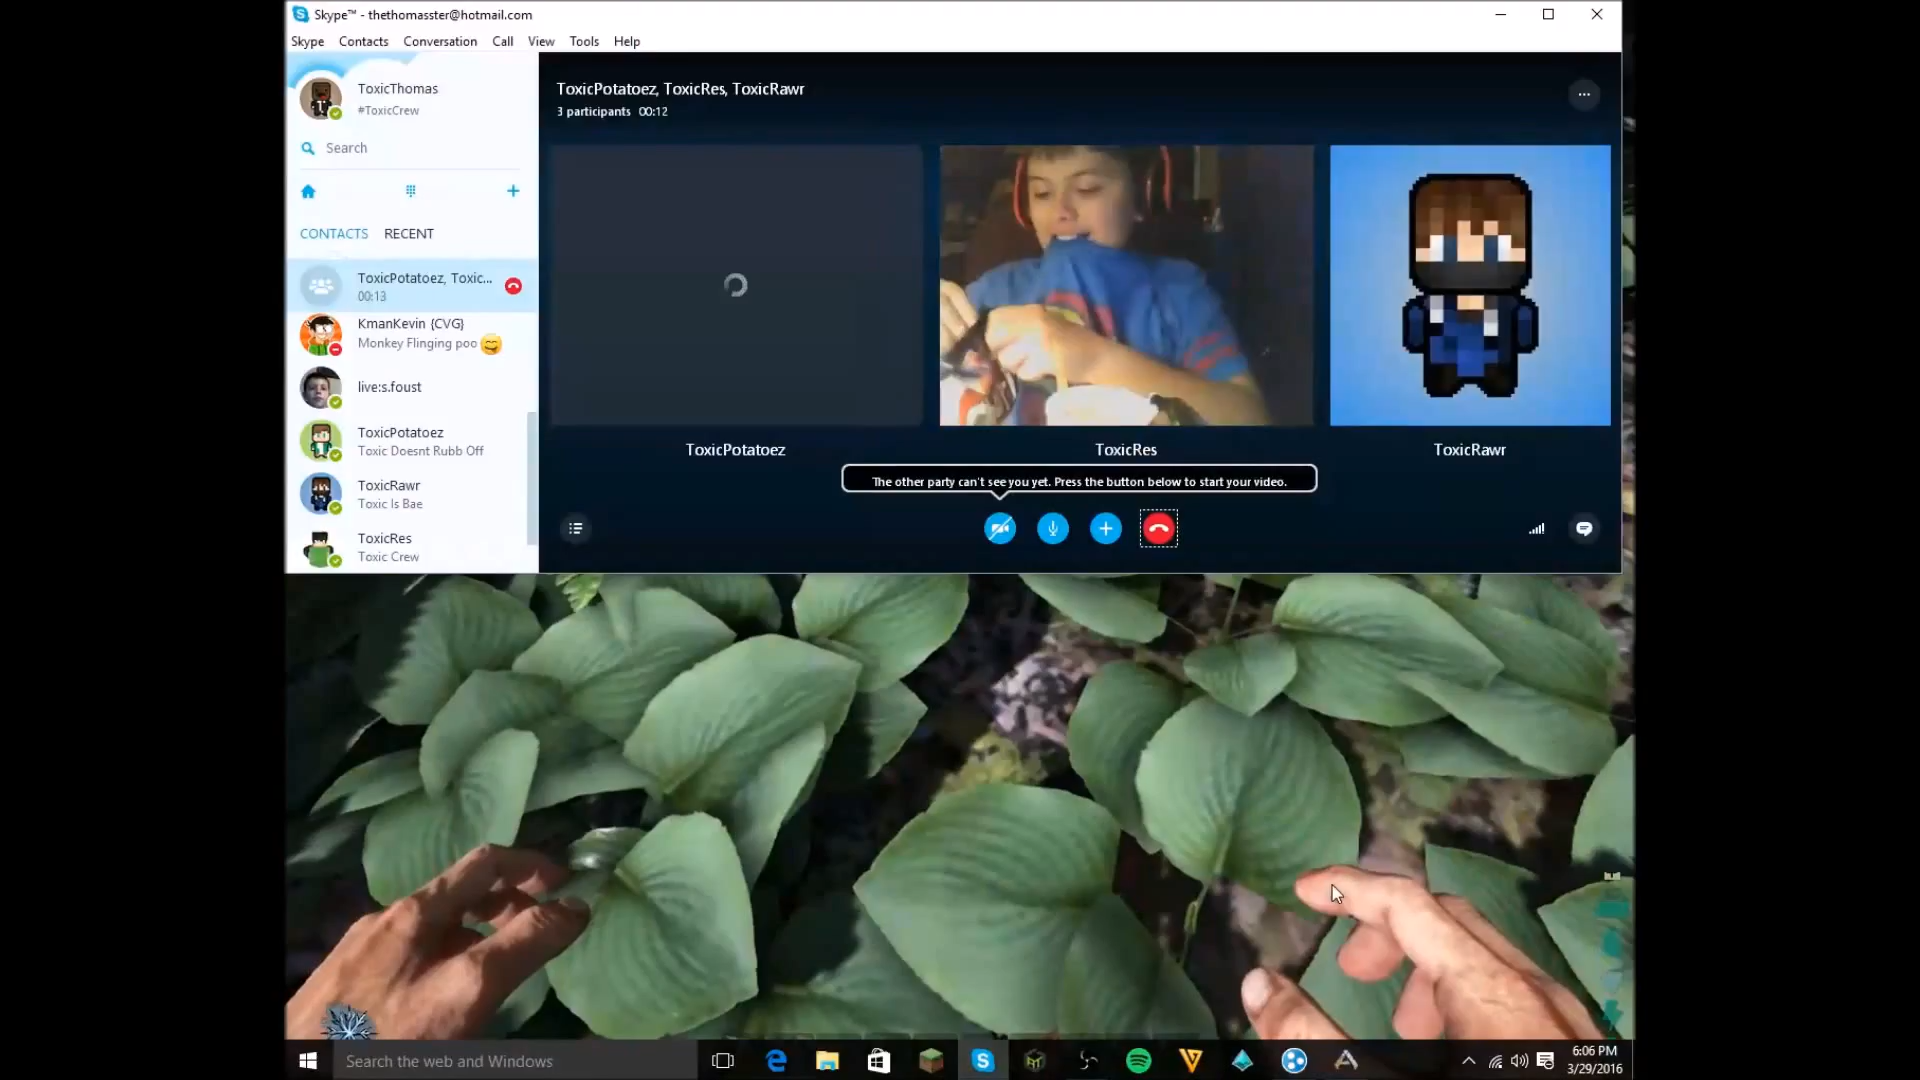 Skype™ - thethomasster@hotmail.com
Skype Contacts Conversation Call View Tools Help
ToxicThomas
#ToxicCrew
Search
CONTACTS RECENT
ToxicPotatoez, Toxic...
00:13
KmanKevin {CVG}
Monkey Flinging poo
live:s.foust
ToxicPotatoez
Toxic Doesnt Rubb Off
ToxicRawr
Toxic Is Bae
ToxicRes
Toxic Crew
ToxicPotatoez, ToxicRes, ToxicRawr
3 participants 00:12
ToxicPotatoez
ToxicRes
ToxicRawr
The other party can't see you yet. Press the button below to start your video.
Search the web and Windows
6:06 PM
3/29/2016